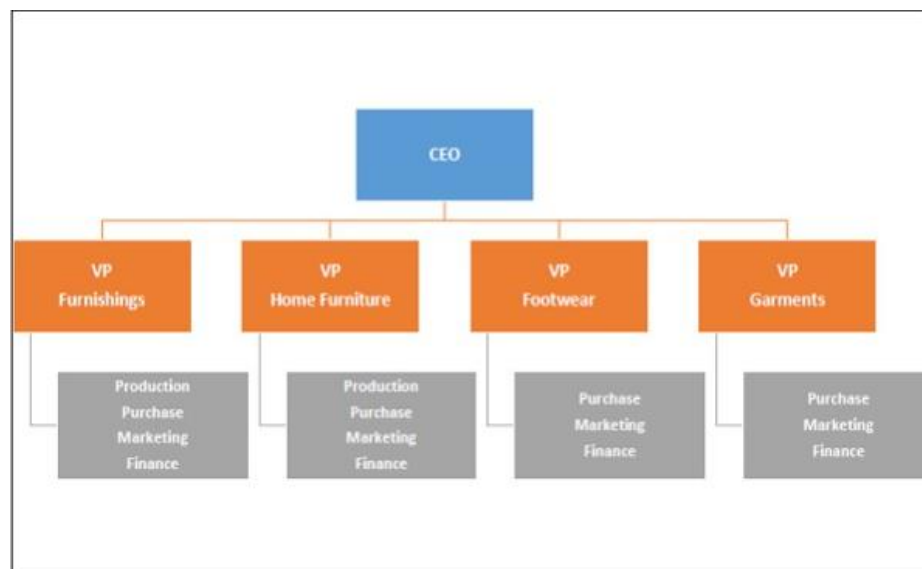 CEO
VP
Furnishings
VP
Home Furniture
VP
Footwear
VP
Garments
Production
Purchase
Marketing
Finance
Production
Purchase
Marketing
Finance
Purchase
Marketing
Finance
Purchase
Marketing
Finance